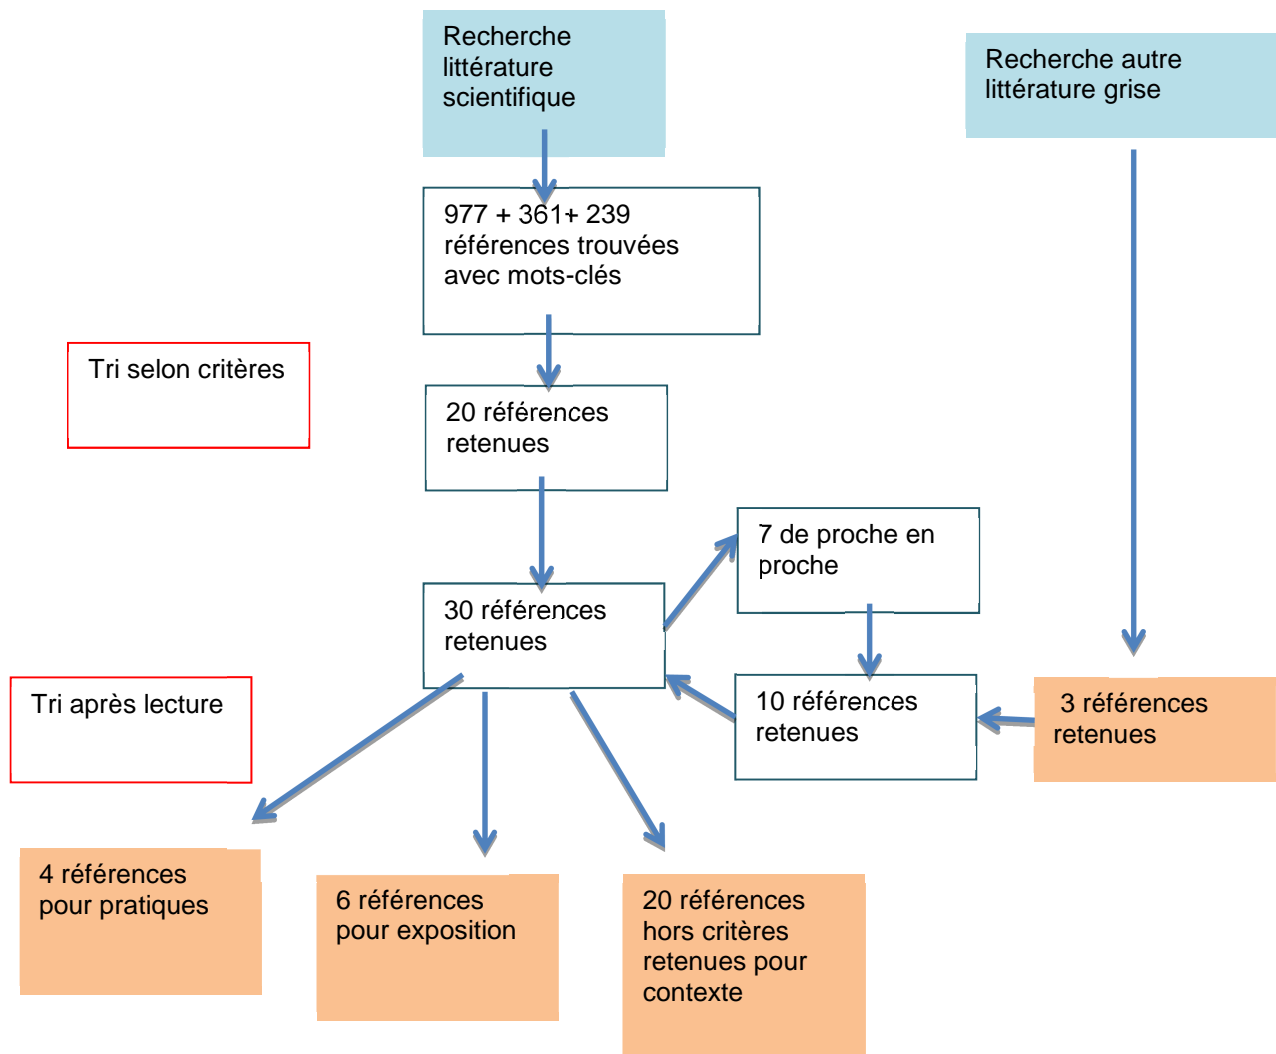 Recherche
littérature
scientifique
Recherche autre
littérature grise
977 + 361+ 239
références trouvées
avec mots-clés
Tri selon critères
20 références
retenues
7 de proche en
proche
30 références
retenues
Tri après lecture
10 références
retenues
3 références
retenues
4 références
pour pratiques
6 références
pour exposition
20 références
hors critères
retenues pour
contexte